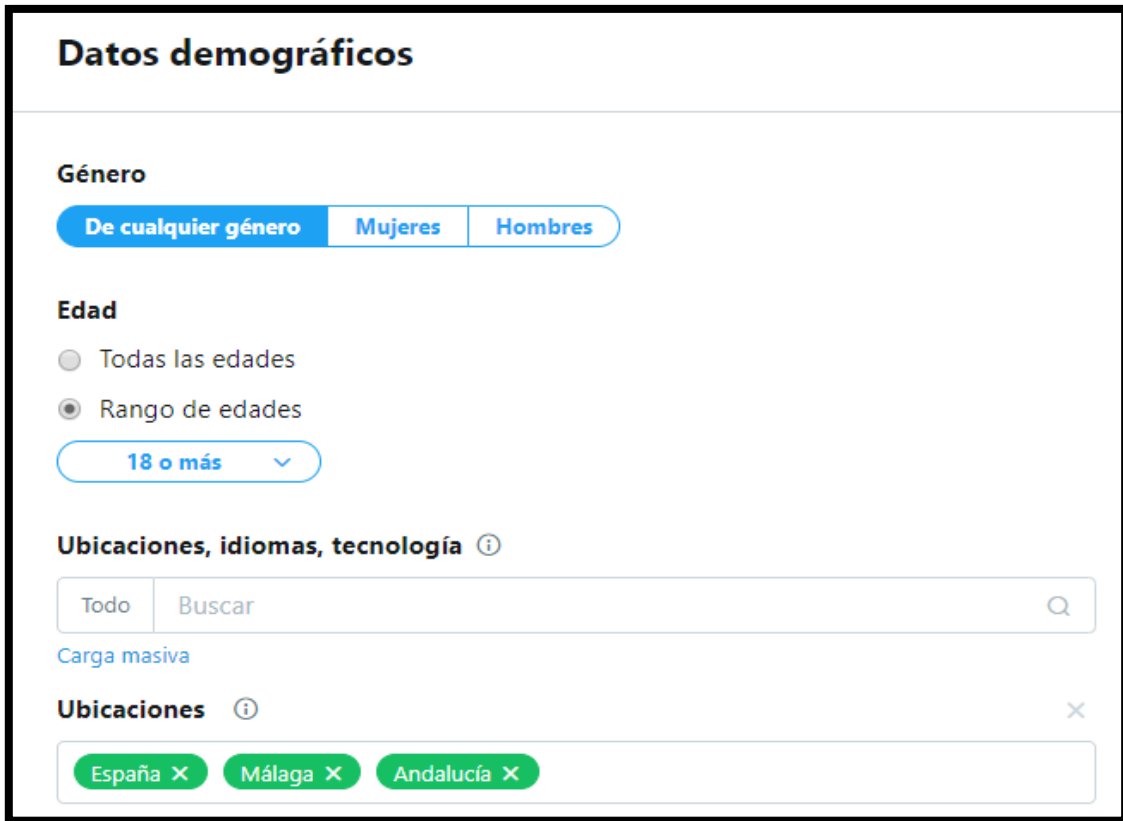 Datos demográficos
Género
De cualquier género Mujeres Hombres
Edad
Todas las edades
Rango de edades
18 o más
Ubicaciones, idiomas, tecnología
Todo Buscar
Carga masiva
Ubicaciones
España Málaga Andalucía